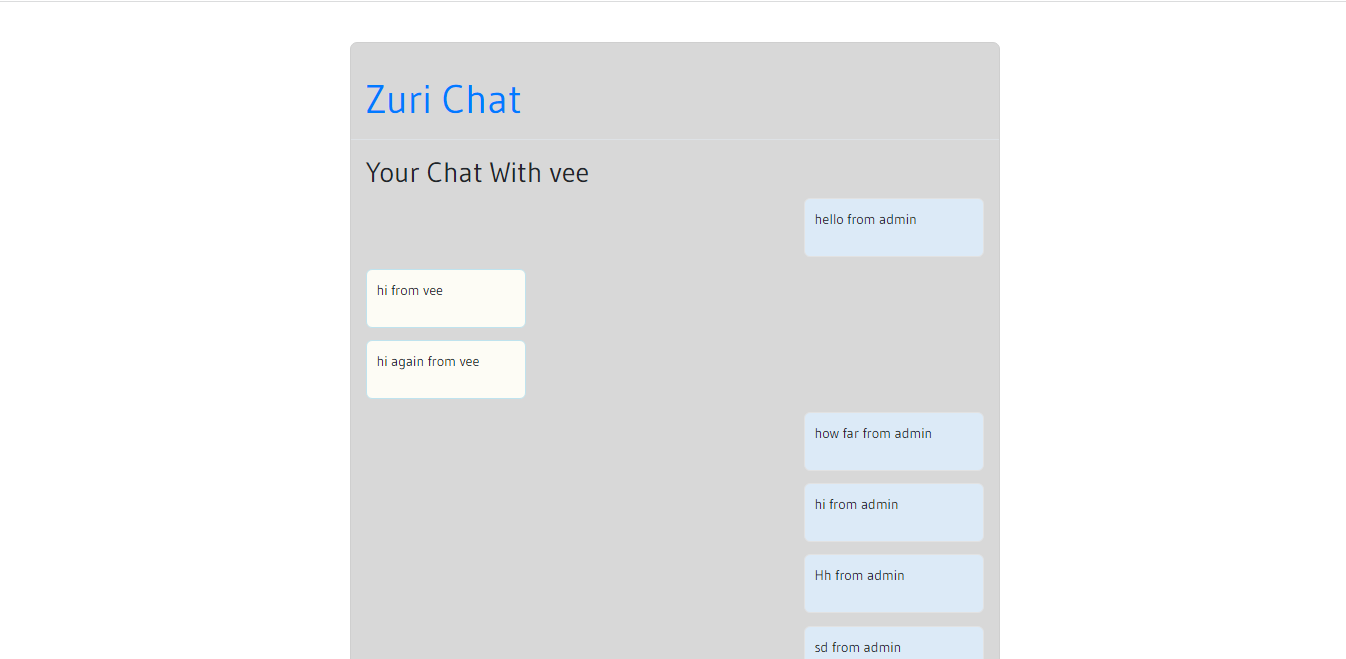 Zuri Chat
Your Chat With vee
hello from admin
hi from vee
hi again from vee
how far from admin
hi from admin
Hh from admin
sd from admin